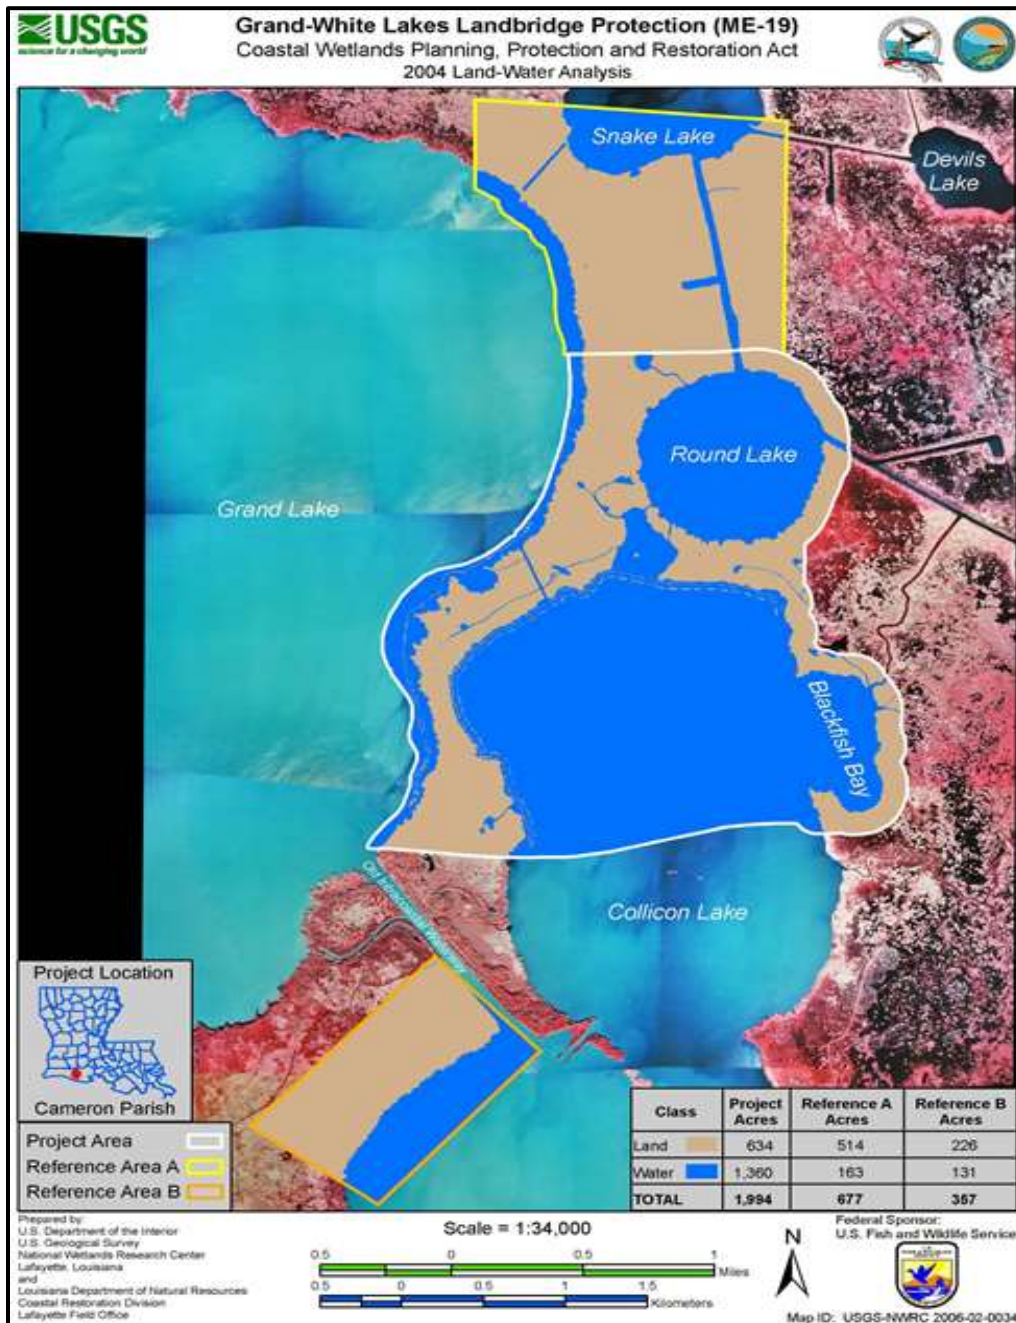 USGS
science for a changing world
Grand-White Lakes Landbridge Protection (ME-19)
Coastal Wetlands Planning, Protection and Restoration Act
2004 Land-Water Analysis
Snake Lake
Devils
Lake
Round Lake
Grand Lake
Blackfish Bay
Collicon Lake
Project Location
Cameron Parish
Project Area
Reference Area A
Reference Area B
Class Project Acres Reference A Acres Reference B Acres
Land 634 514 226
Water 1,360 163 131
TOTAL 1,994 677 357
Prepared by:
U.S. Department of the Interior
U.S. Geological Survey
National Wetlands Research Center
Lafayette, Louisiana
and
Louisiana Department of Natural Resources
Coastal Restoration Division
Lafayette Field Office
Scale = 1:34,000
0.5 0 0.5 1
Miles
0.5 0 0.5 1 1.5
Kilometers
N
Federal Sponsor:
U.S. Fish and Wildlife Service
Map ID: USGS-NWRC 2006-02-0034